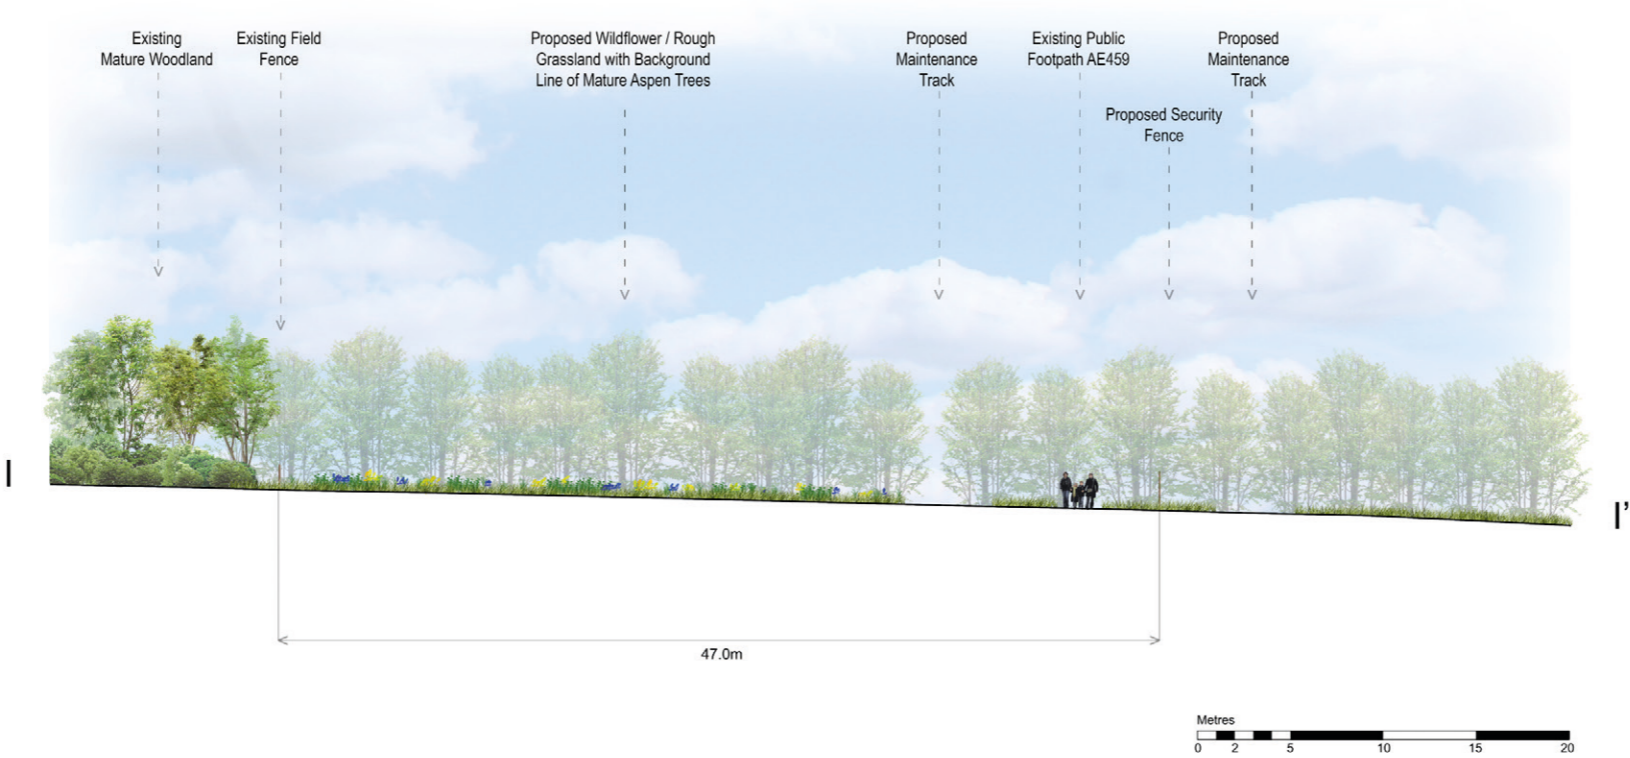 Existing
Mature Woodland
Existing Field
Fence
Proposed Wildflower / Rough
Grassland with Background
Line of Mature Aspen Trees
Proposed
Maintenance
Track
Existing Public
Footpath AE459
Proposed Security
Fence
Proposed
Maintenance
Track
I
I'
47.0m
Metres
0 2 5 10 15 20